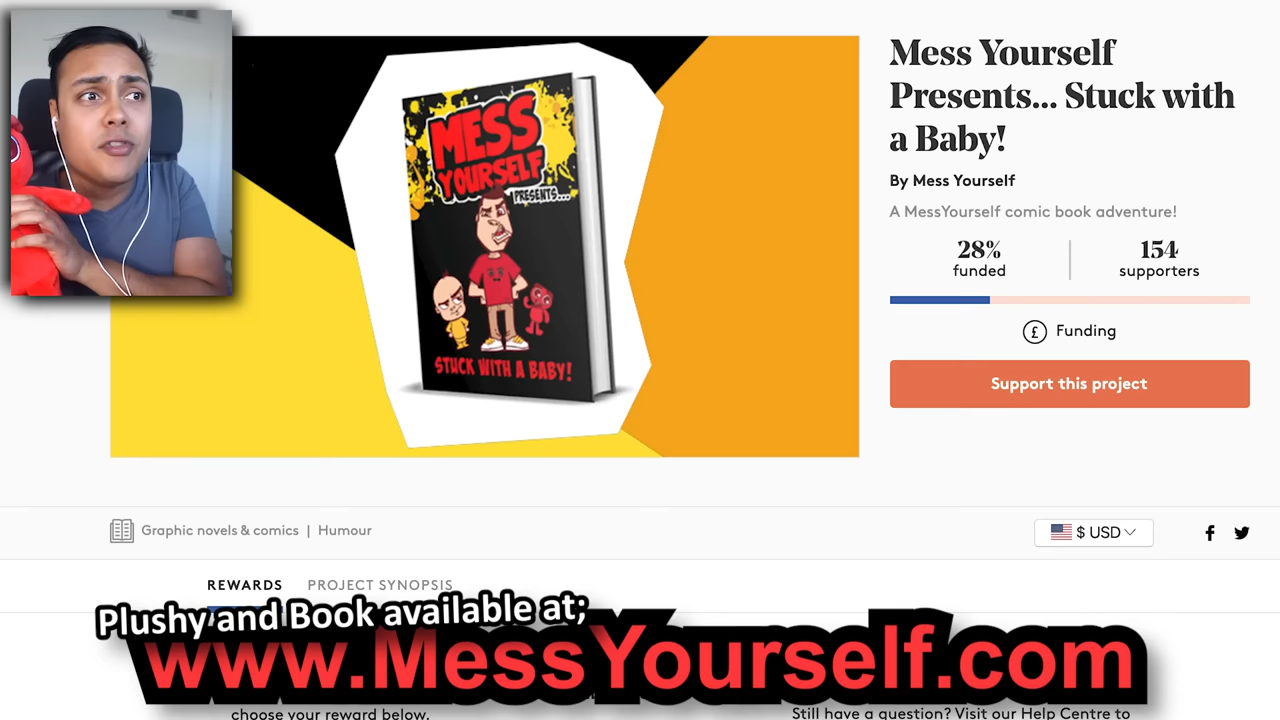 MESS
YOURSELF
PRESENTS...
STUCK WITH A BABY!
Mess Yourself
Presents... Stuck with
a Baby!
By Mess Yourself
A MessYourself comic book adventure!
28%
funded
154
supporters
£ Funding
Support this project
Graphic novels & comics | Humour
$ USD
REWARDS PROJECT SYNOPSIS
Plushy and Book available at;
www.MessYourself.com
choose your reward below.
Still have a question? Visit our Help Centre to